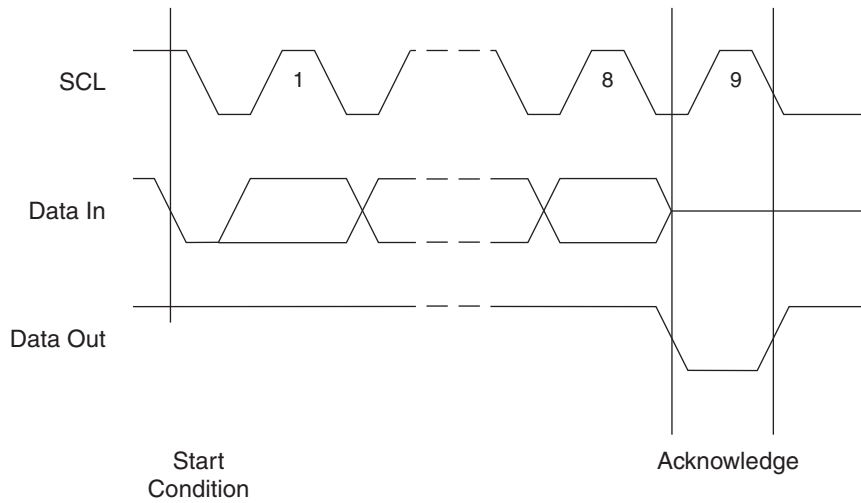 SCL
1
8
9
Data In
Data Out
Start
Condition
Acknowledge